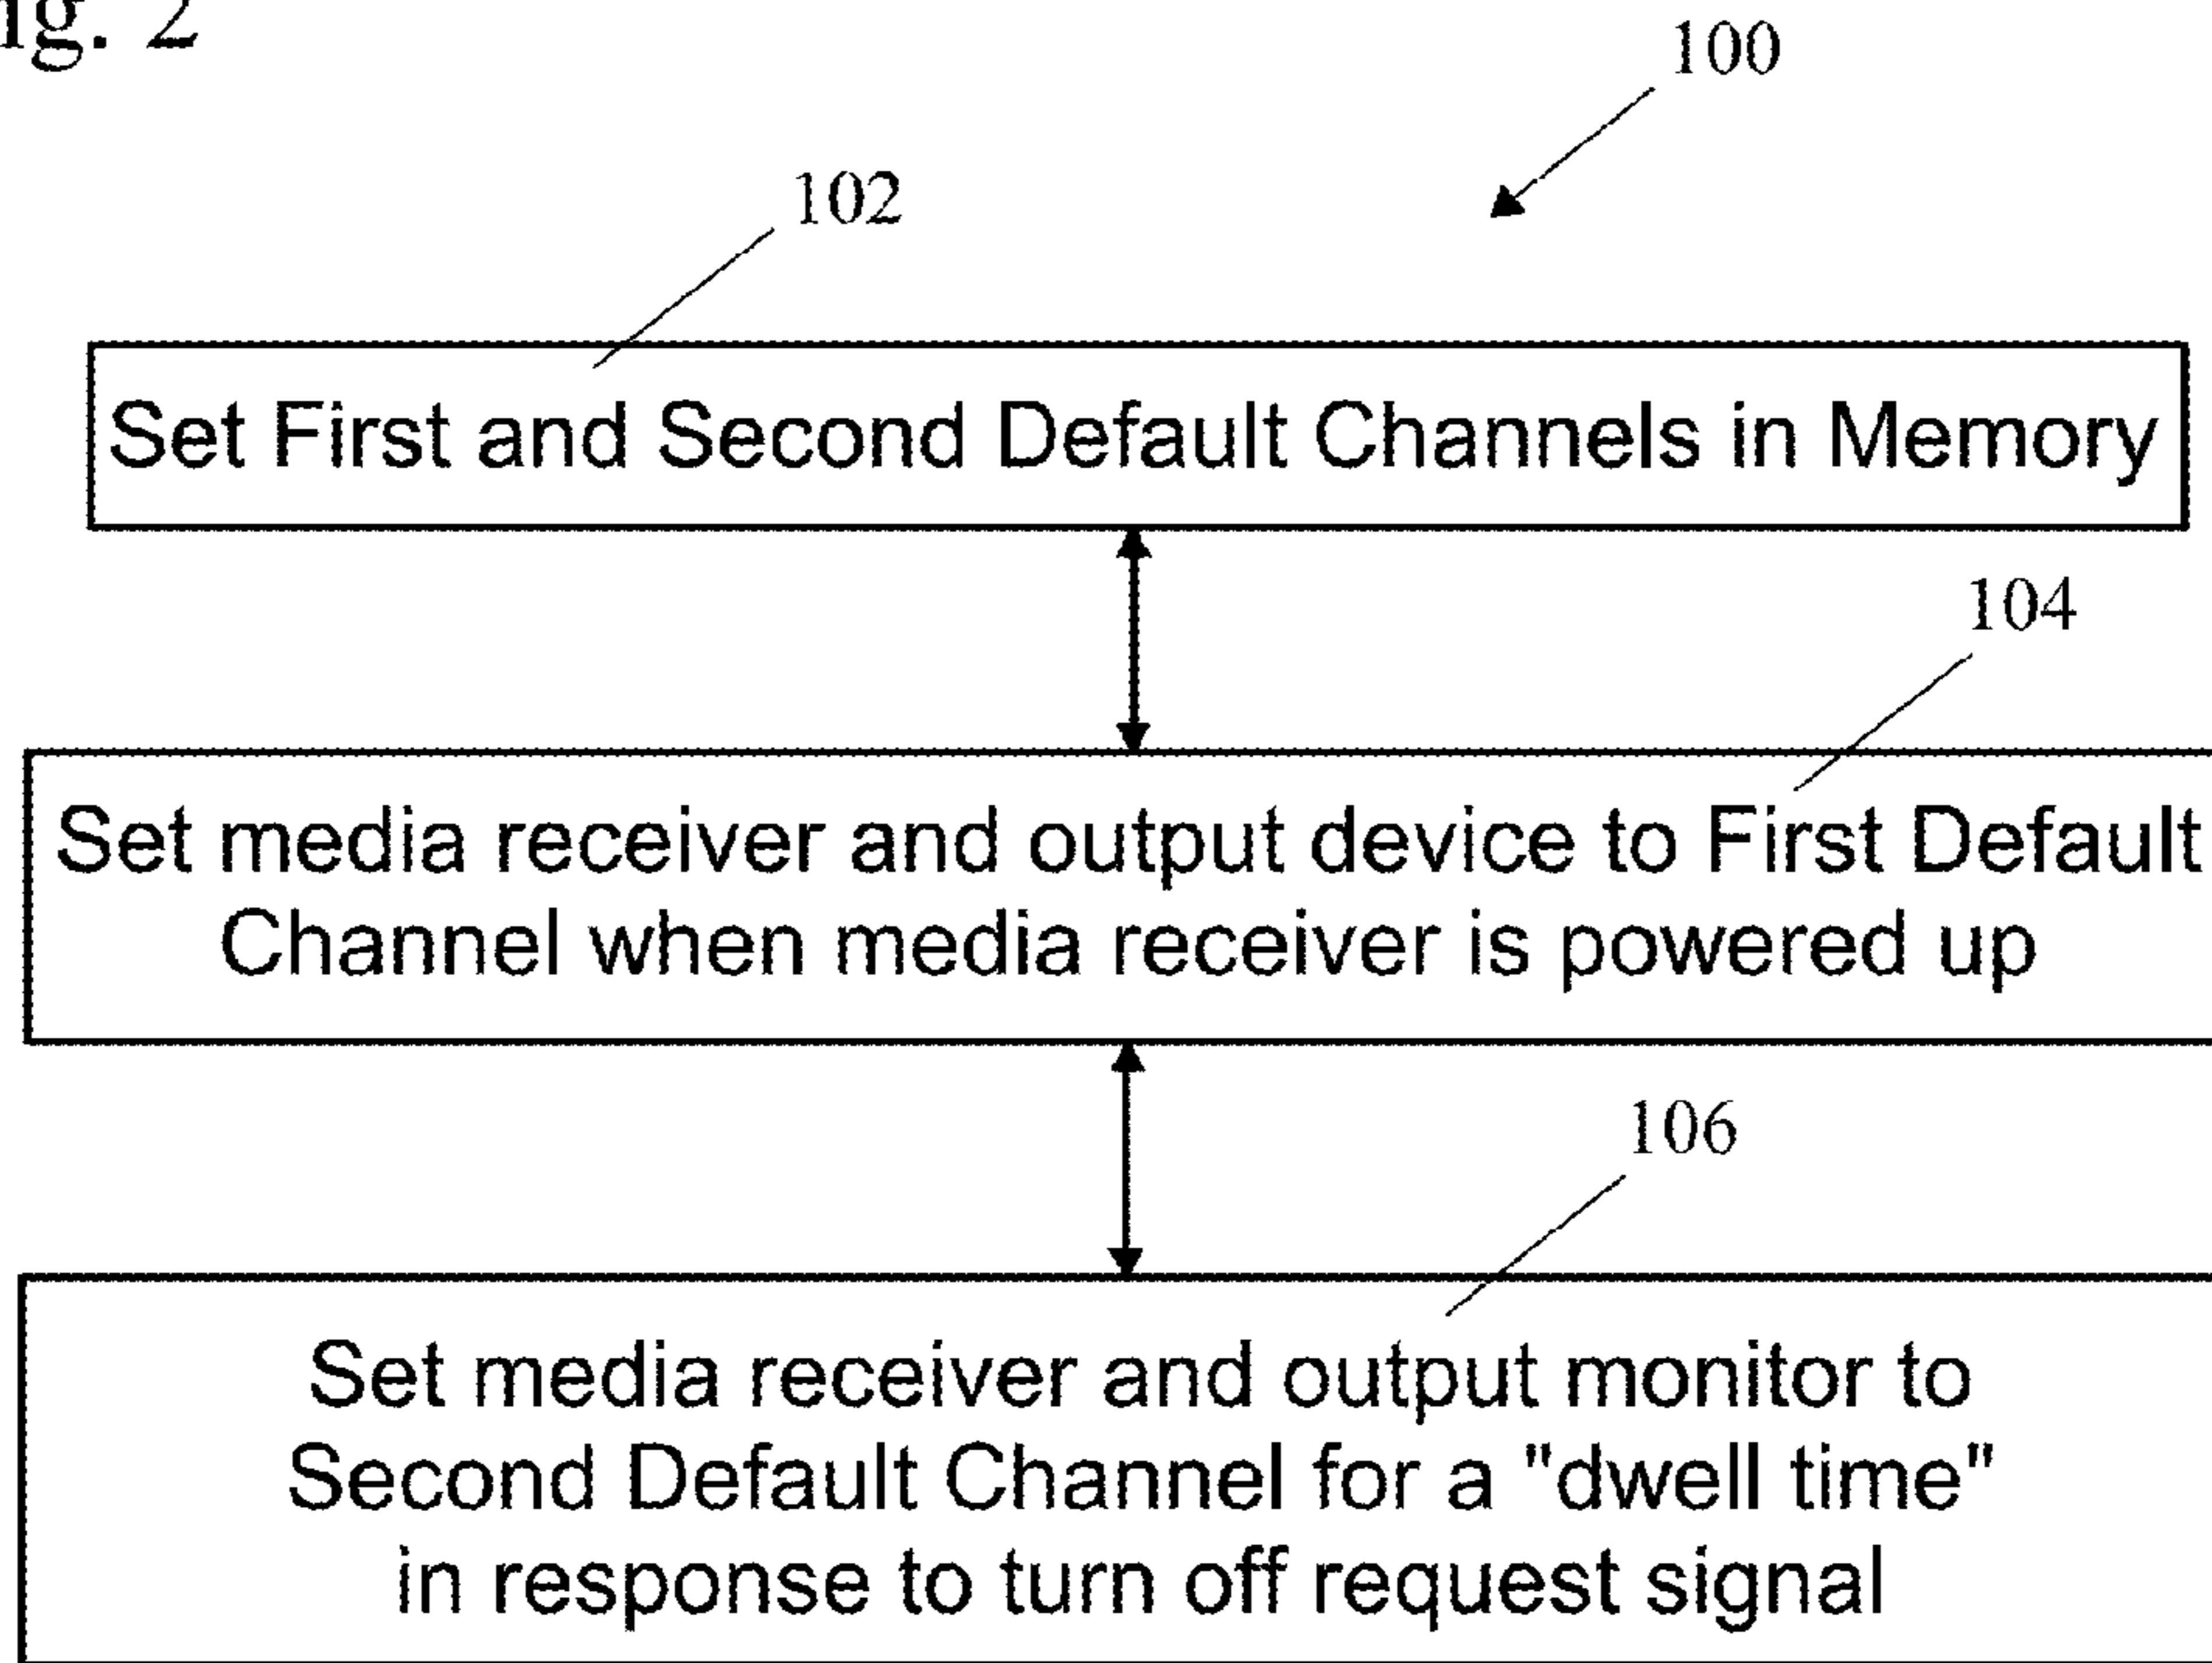 ig. 2
100
102
Set First and Second Default Channels in Memory
104
Set media receiver and output device to First Default
Channel when media receiver is powered up
106
Set media receiver and output monitor to
Second Default Channel for a "dwell time"
in response to turn off request signal